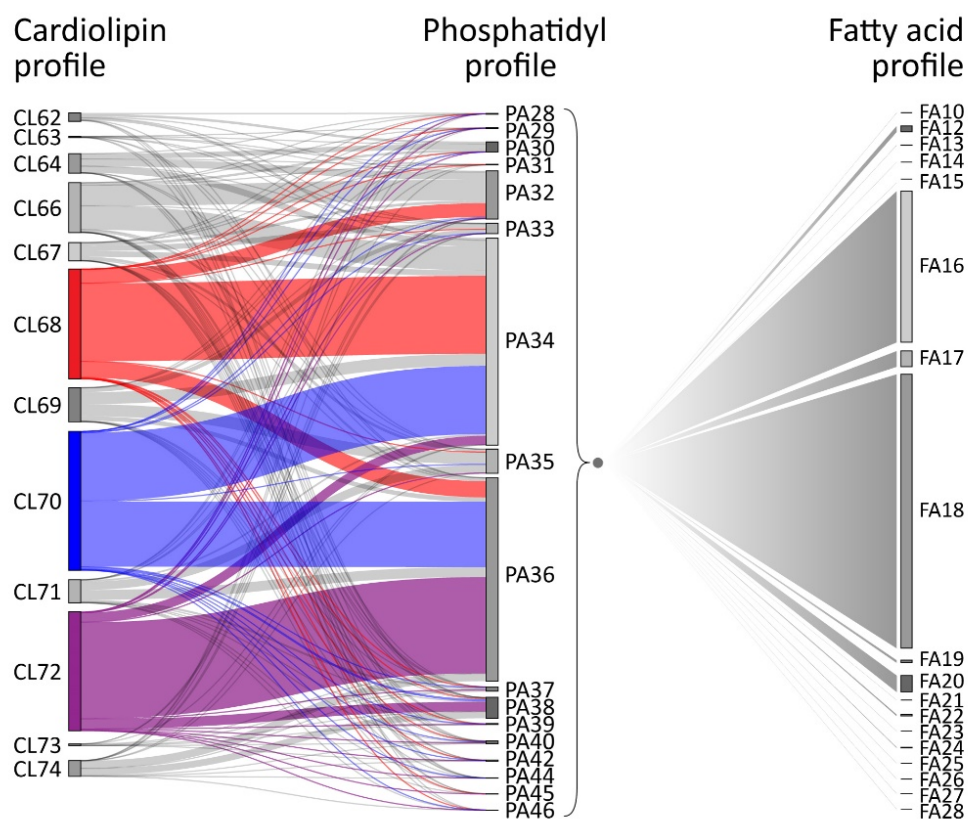 Cardiolipin
profile
Phosphatidyl
profile
Fatty acid
profile
CL62
CL63
CL64
CL66
CL67
CL68
CL69
CL70
CL71
CL72
CL73
CL74
PA28
PA29
PA30
PA31
PA32
PA33
PA34
PA35
PA36
PA37
PA38
PA39
PA40
PA42
PA44
PA45
PA46
FA10
FA12
FA13
FA14
FA15
FA16
FA17
FA18
FA19
FA20
FA21
FA22
FA23
FA24
FA25
FA26
FA27
FA28